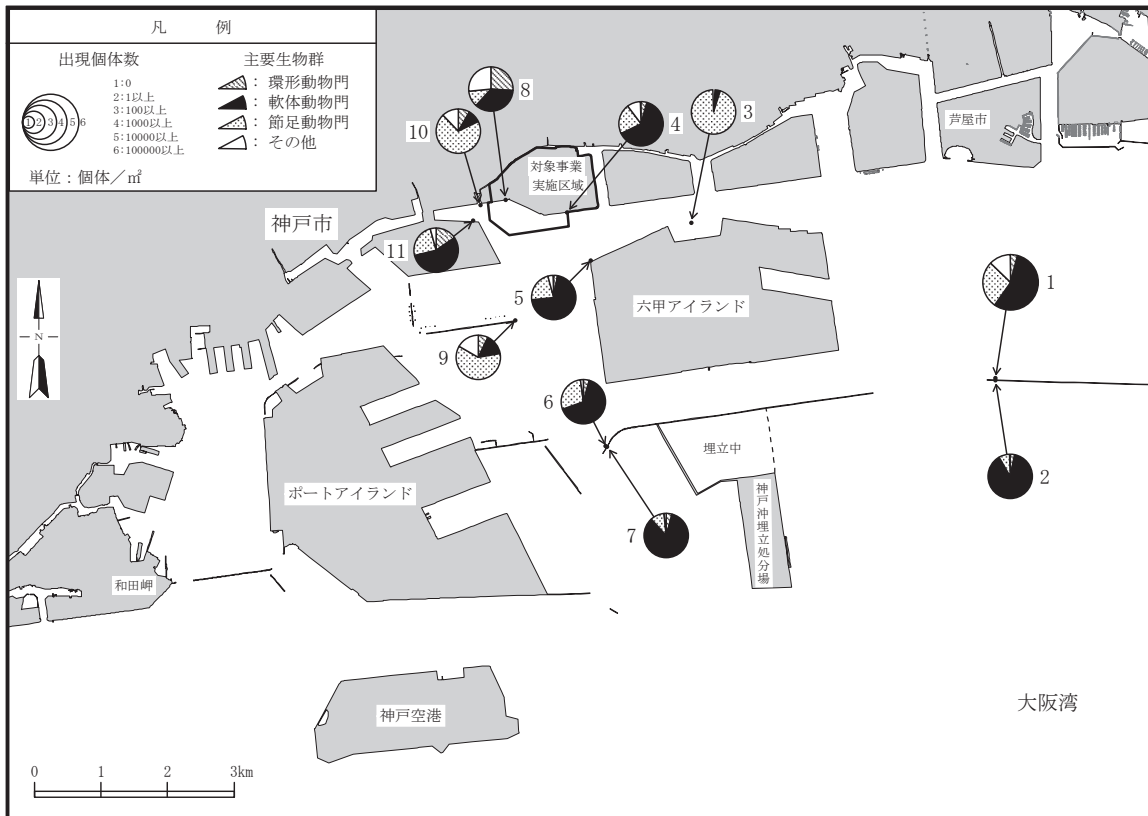 凡 例
出現個体数
1:0
2:1以上
3:100以上
4:1000以上
5:10000以上
6:100000以上
1 2 3 4 5 6
単位：個体／㎡
主要生物群
：環形動物門
：軟体動物門
：節足動物門
：その他
8
10
4
3
対象事業
実施区域
芦屋市
神戸市
11
5
六甲アイランド
1
N
9
6
埋立中
2
ポートアイランド
7
神戸沖埋立処分場
和田岬
神戸空港
大阪湾
0 1 2 3km